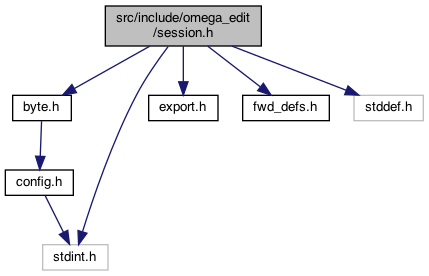 src/include/omega_edit
/session.h
byte.h
export.h
fwd_defs.h
stddef.h
config.h
stdint.h